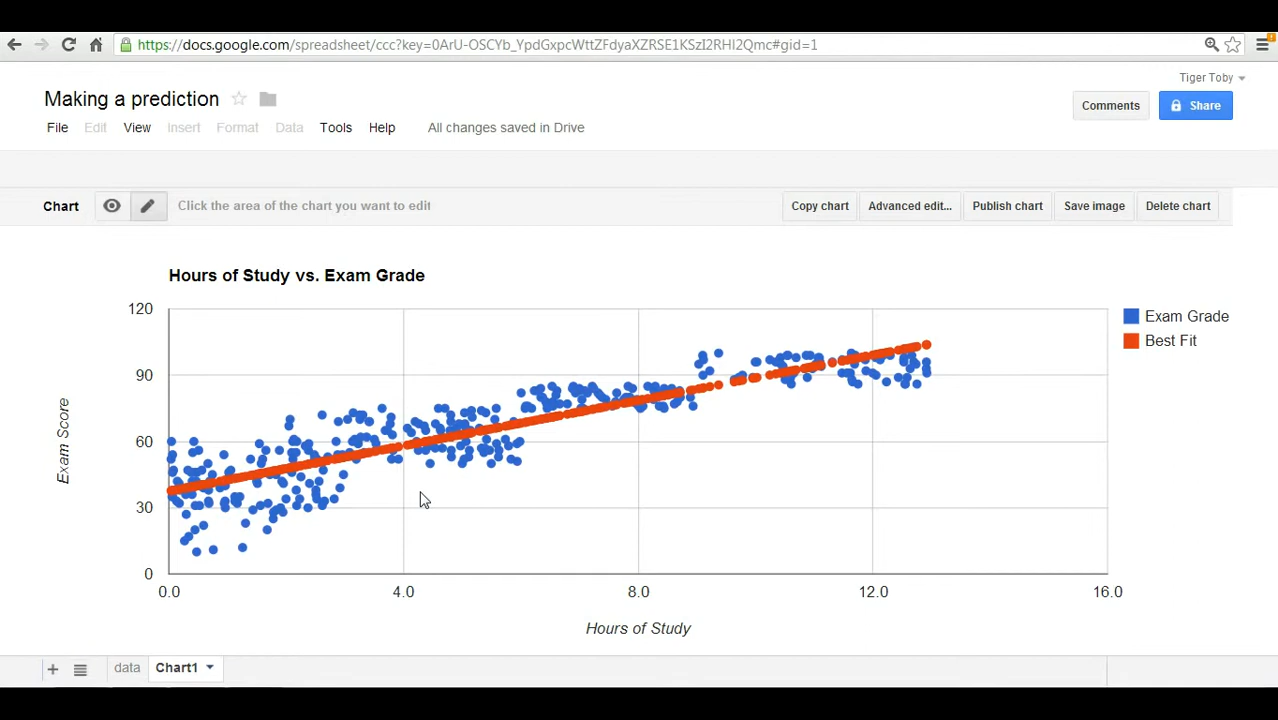 https://docs.google.com/spreadsheet/ccc?key=0ArU-OSCYb_YpdGxpcWttZFdyaXZRSE1KSzI2RHI2Qmc#gid=1
Tiger Toby
Making a prediction
Comments
Share
File Edit View Insert Format Data Tools Help All changes saved in Drive
Chart Click the area of the chart you want to edit Copy chart Advanced edit... Publish chart Save image Delete chart
Hours of Study vs. Exam Grade
120
90
60
30
0
Exam Score
Exam Grade
Best Fit
0.0 4.0 8.0 12.0 16.0
Hours of Study
data Chart1